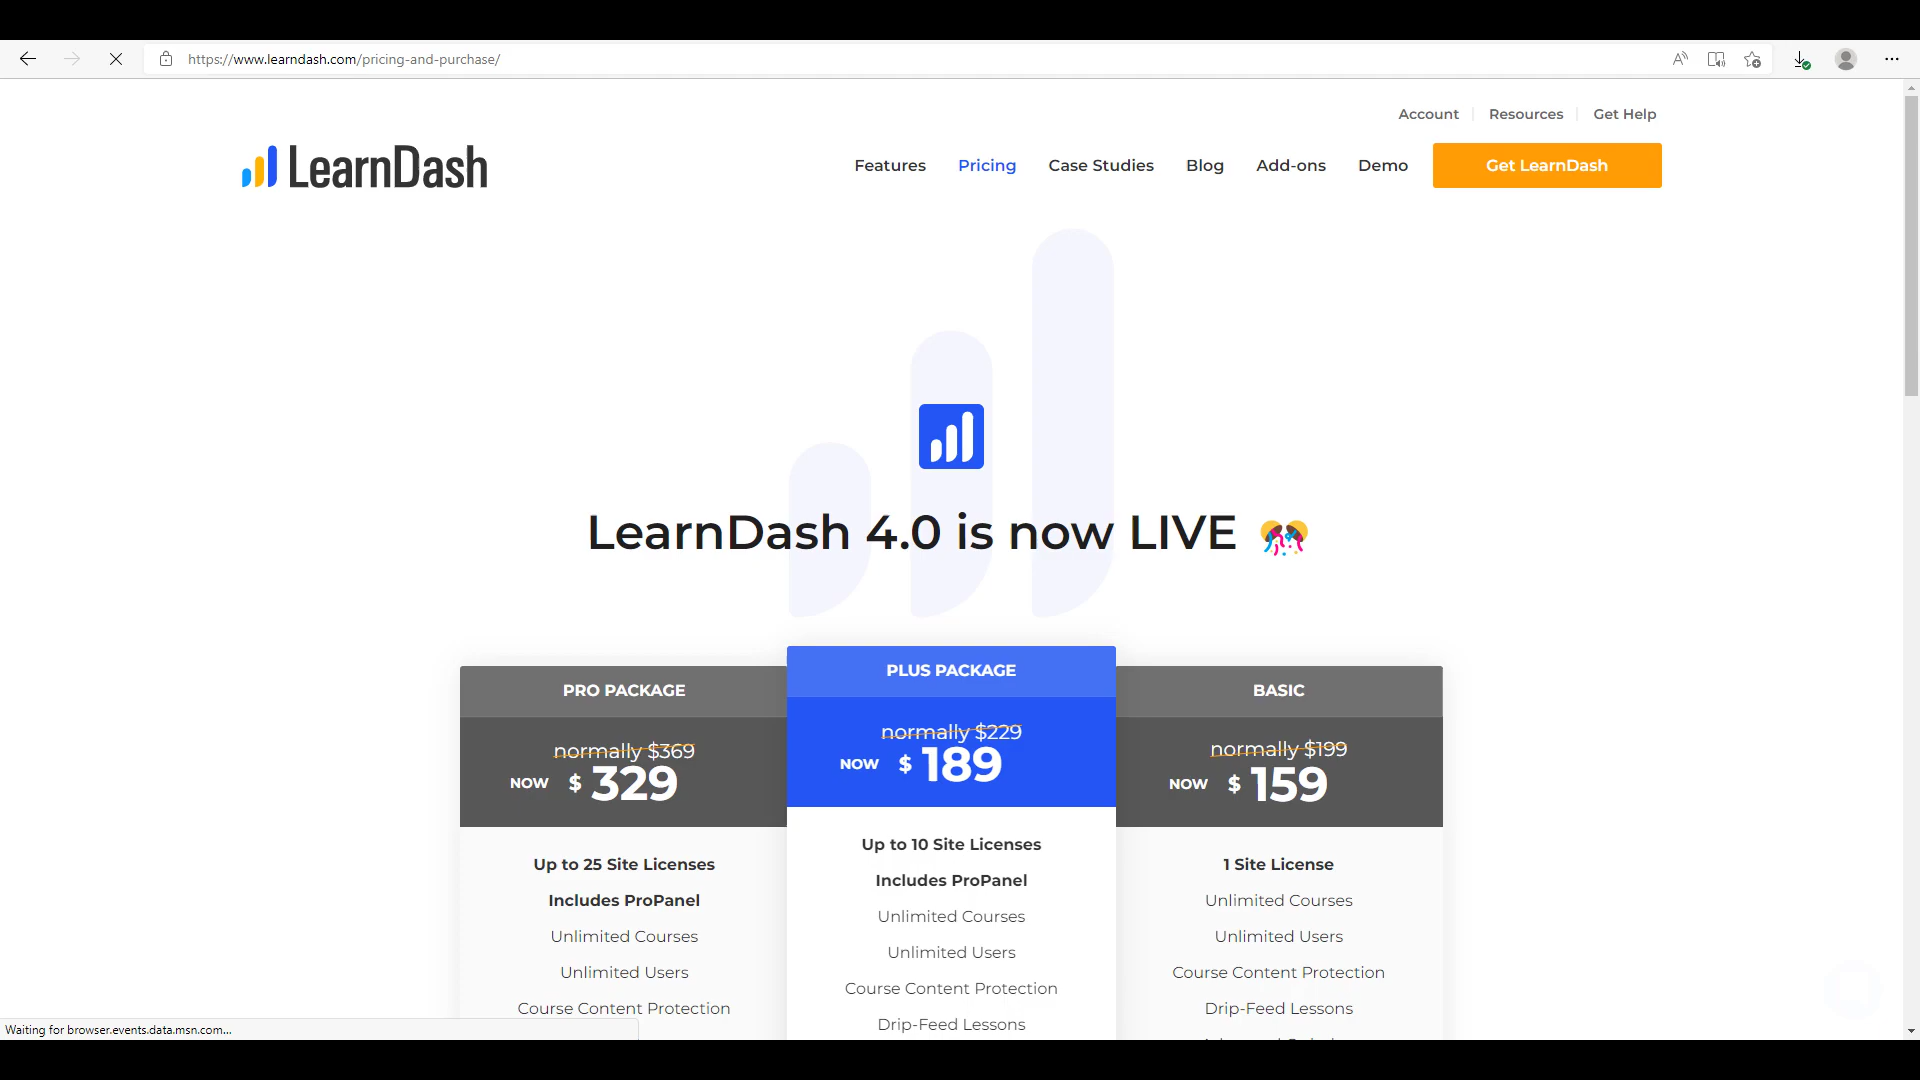 https://www.learndash.com/pricing-and-purchase/
Account
Resources
Get Help
LearnDash
Features
Pricing
Case Studies
Blog
Add-ons
Demo
Get LearnDash
LearnDash 4.0 is now LIVE
PRO PACKAGE
normally $369
NOW $ 329
Up to 25 Site Licenses
Includes ProPanel
Unlimited Courses
Unlimited Users
Course Content Protection
PLUS PACKAGE
normally $229
NOW $ 189
Up to 10 Site Licenses
Includes ProPanel
Unlimited Courses
Unlimited Users
Course Content Protection
Drip-Feed Lessons
BASIC
normally $199
NOW $ 159
1 Site License
Unlimited Courses
Unlimited Users
Course Content Protection
Drip-Feed Lessons
Waiting for browser.events.data.msn.com...